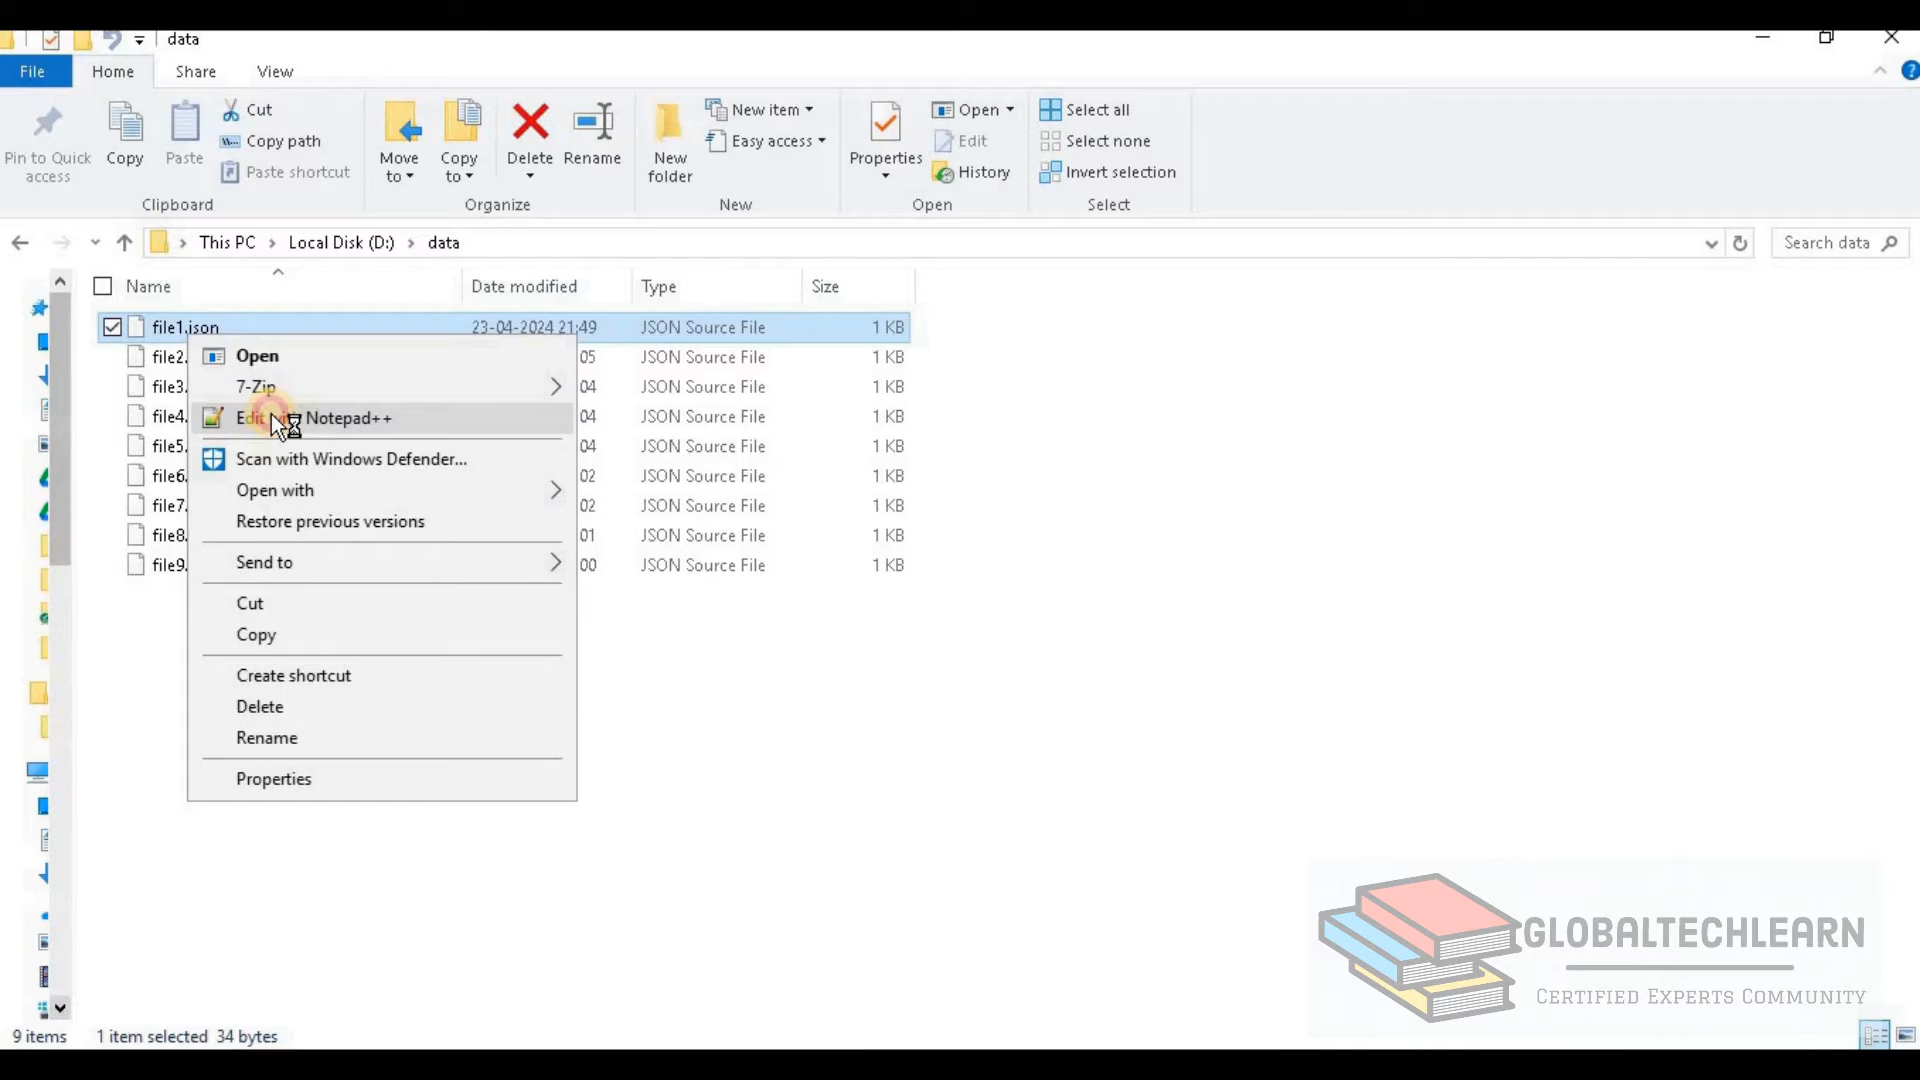 data
File Home Share View
Pin to Quick access
Copy
Paste
Cut
Copy path
Paste shortcut
Clipboard
Move to
Copy to
Delete
Rename
Organize
New folder
New item
Easy access
New
Properties
Open
Edit
History
Open
Select all
Select none
Invert selection
Select
This PC > Local Disk (D:) > data
Search data
Name Date modified Type Size
file1.json 23-04-2024 21:49 JSON Source File 1 KB
file2. 05 JSON Source File 1 KB
file3. 04 JSON Source File 1 KB
file4. 04 JSON Source File 1 KB
file5. 04 JSON Source File 1 KB
file6. 02 JSON Source File 1 KB
file7. 02 JSON Source File 1 KB
file8. 01 JSON Source File 1 KB
file9. 00 JSON Source File 1 KB
Open
7-Zip
Edit with Notepad++
Scan with Windows Defender...
Open with
Restore previous versions
Send to
Cut
Copy
Create shortcut
Delete
Rename
Properties
GLOBALTECHLEARN
CERTIFIED EXPERTS COMMUNITY
9 items 1 item selected 34 bytes